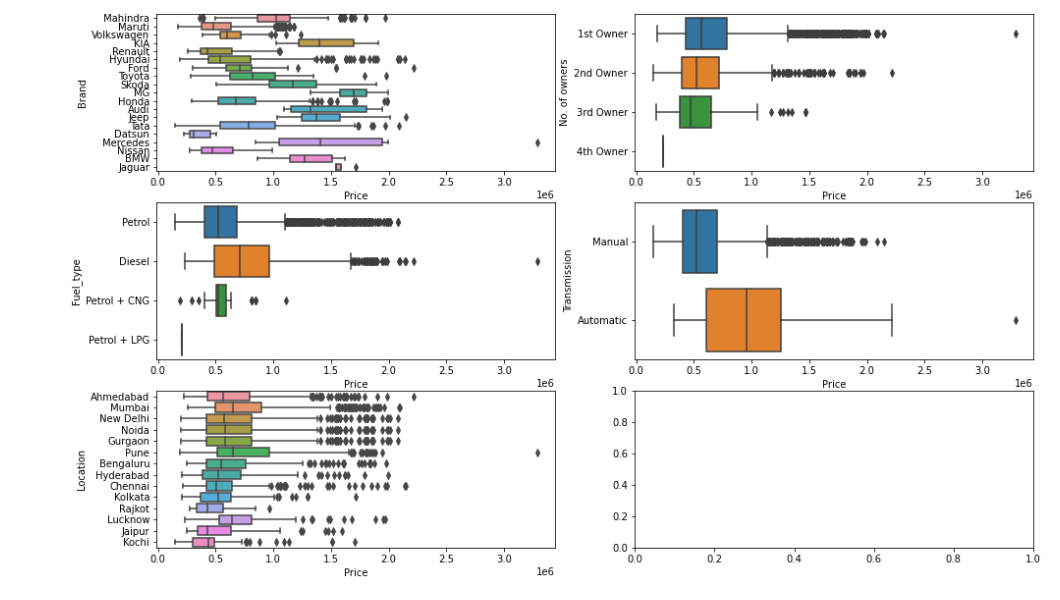 Mahindra
Maruti
Volkswagen
KIA
Renault
Hyundai
Ford
Toyota
Skoda
MG
Honda
Audi
Jeep
Tata
Datsun
Mercedes
Nissan
BMW
Jaguar
Brand
0.0 0.5 1.0 1.5 2.0 2.5 3.0
Price
1e6
1st Owner
2nd Owner
3rd Owner
4th Owner
No. of owners
0.0 0.5 1.0 1.5 2.0 2.5 3.0
Price
1e6
Petrol
Diesel
Petrol + CNG
Petrol + LPG
Fuel_type
0.0 0.5 1.0 1.5 2.0 2.5 3.0
Price
1e6
Manual
Automatic
Transmission
0.0 0.5 1.0 1.5 2.0 2.5 3.0
Price
1e6
Ahmedabad
Mumbai
New Delhi
Noida
Gurgaon
Pune
Bengaluru
Hyderabad
Chennai
Kolkata
Rajkot
Lucknow
Jaipur
Kochi
Location
0.0 0.5 1.0 1.5 2.0 2.5 3.0
Price
1e6
1.0
0.8
0.6
0.4
0.2
0.0
0.0 0.2 0.4 0.6 0.8 1.0